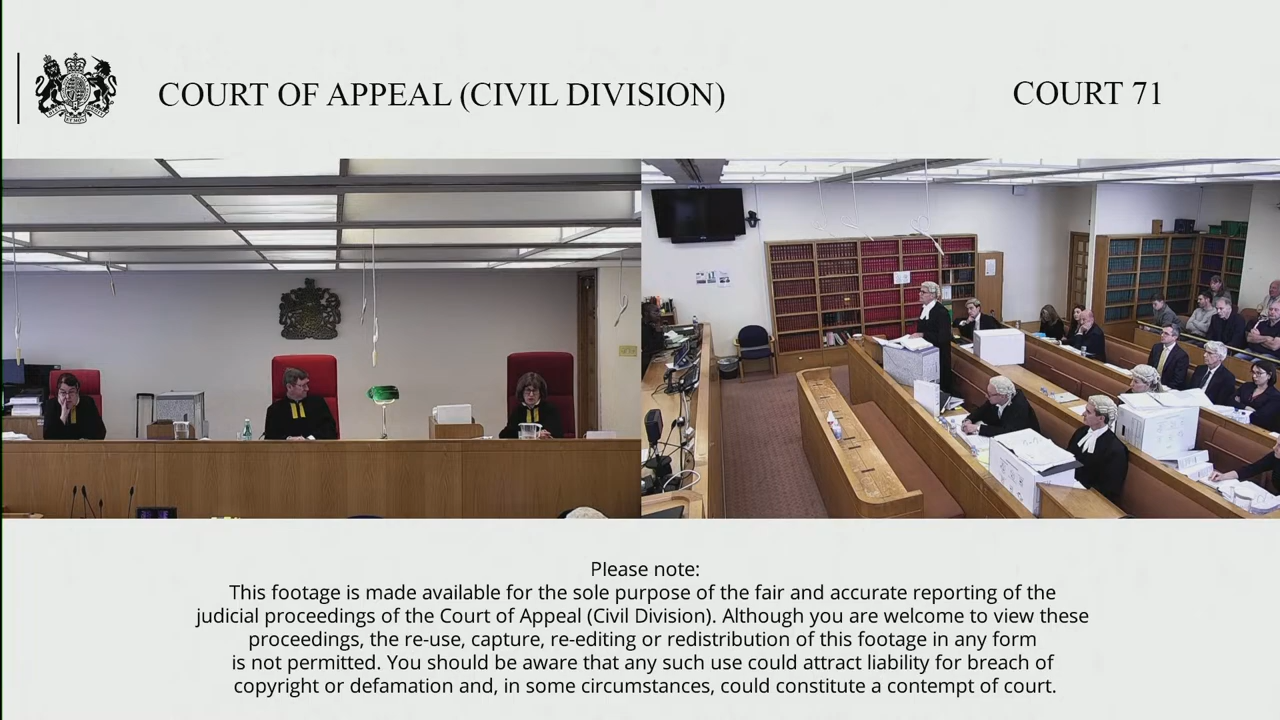 COURT OF APPEAL (CIVIL DIVISION)
COURT 71
Please note:
This footage is made available for the sole purpose of the fair and accurate reporting of the
judicial proceedings of the Court of Appeal (Civil Division). Although you are welcome to view these
proceedings, the re-use, capture, re-editing or redistribution of this footage in any form
is not permitted. You should be aware that any such use could attract liability for breach of
copyright or defamation and, in some circumstances, could constitute a contempt of court.